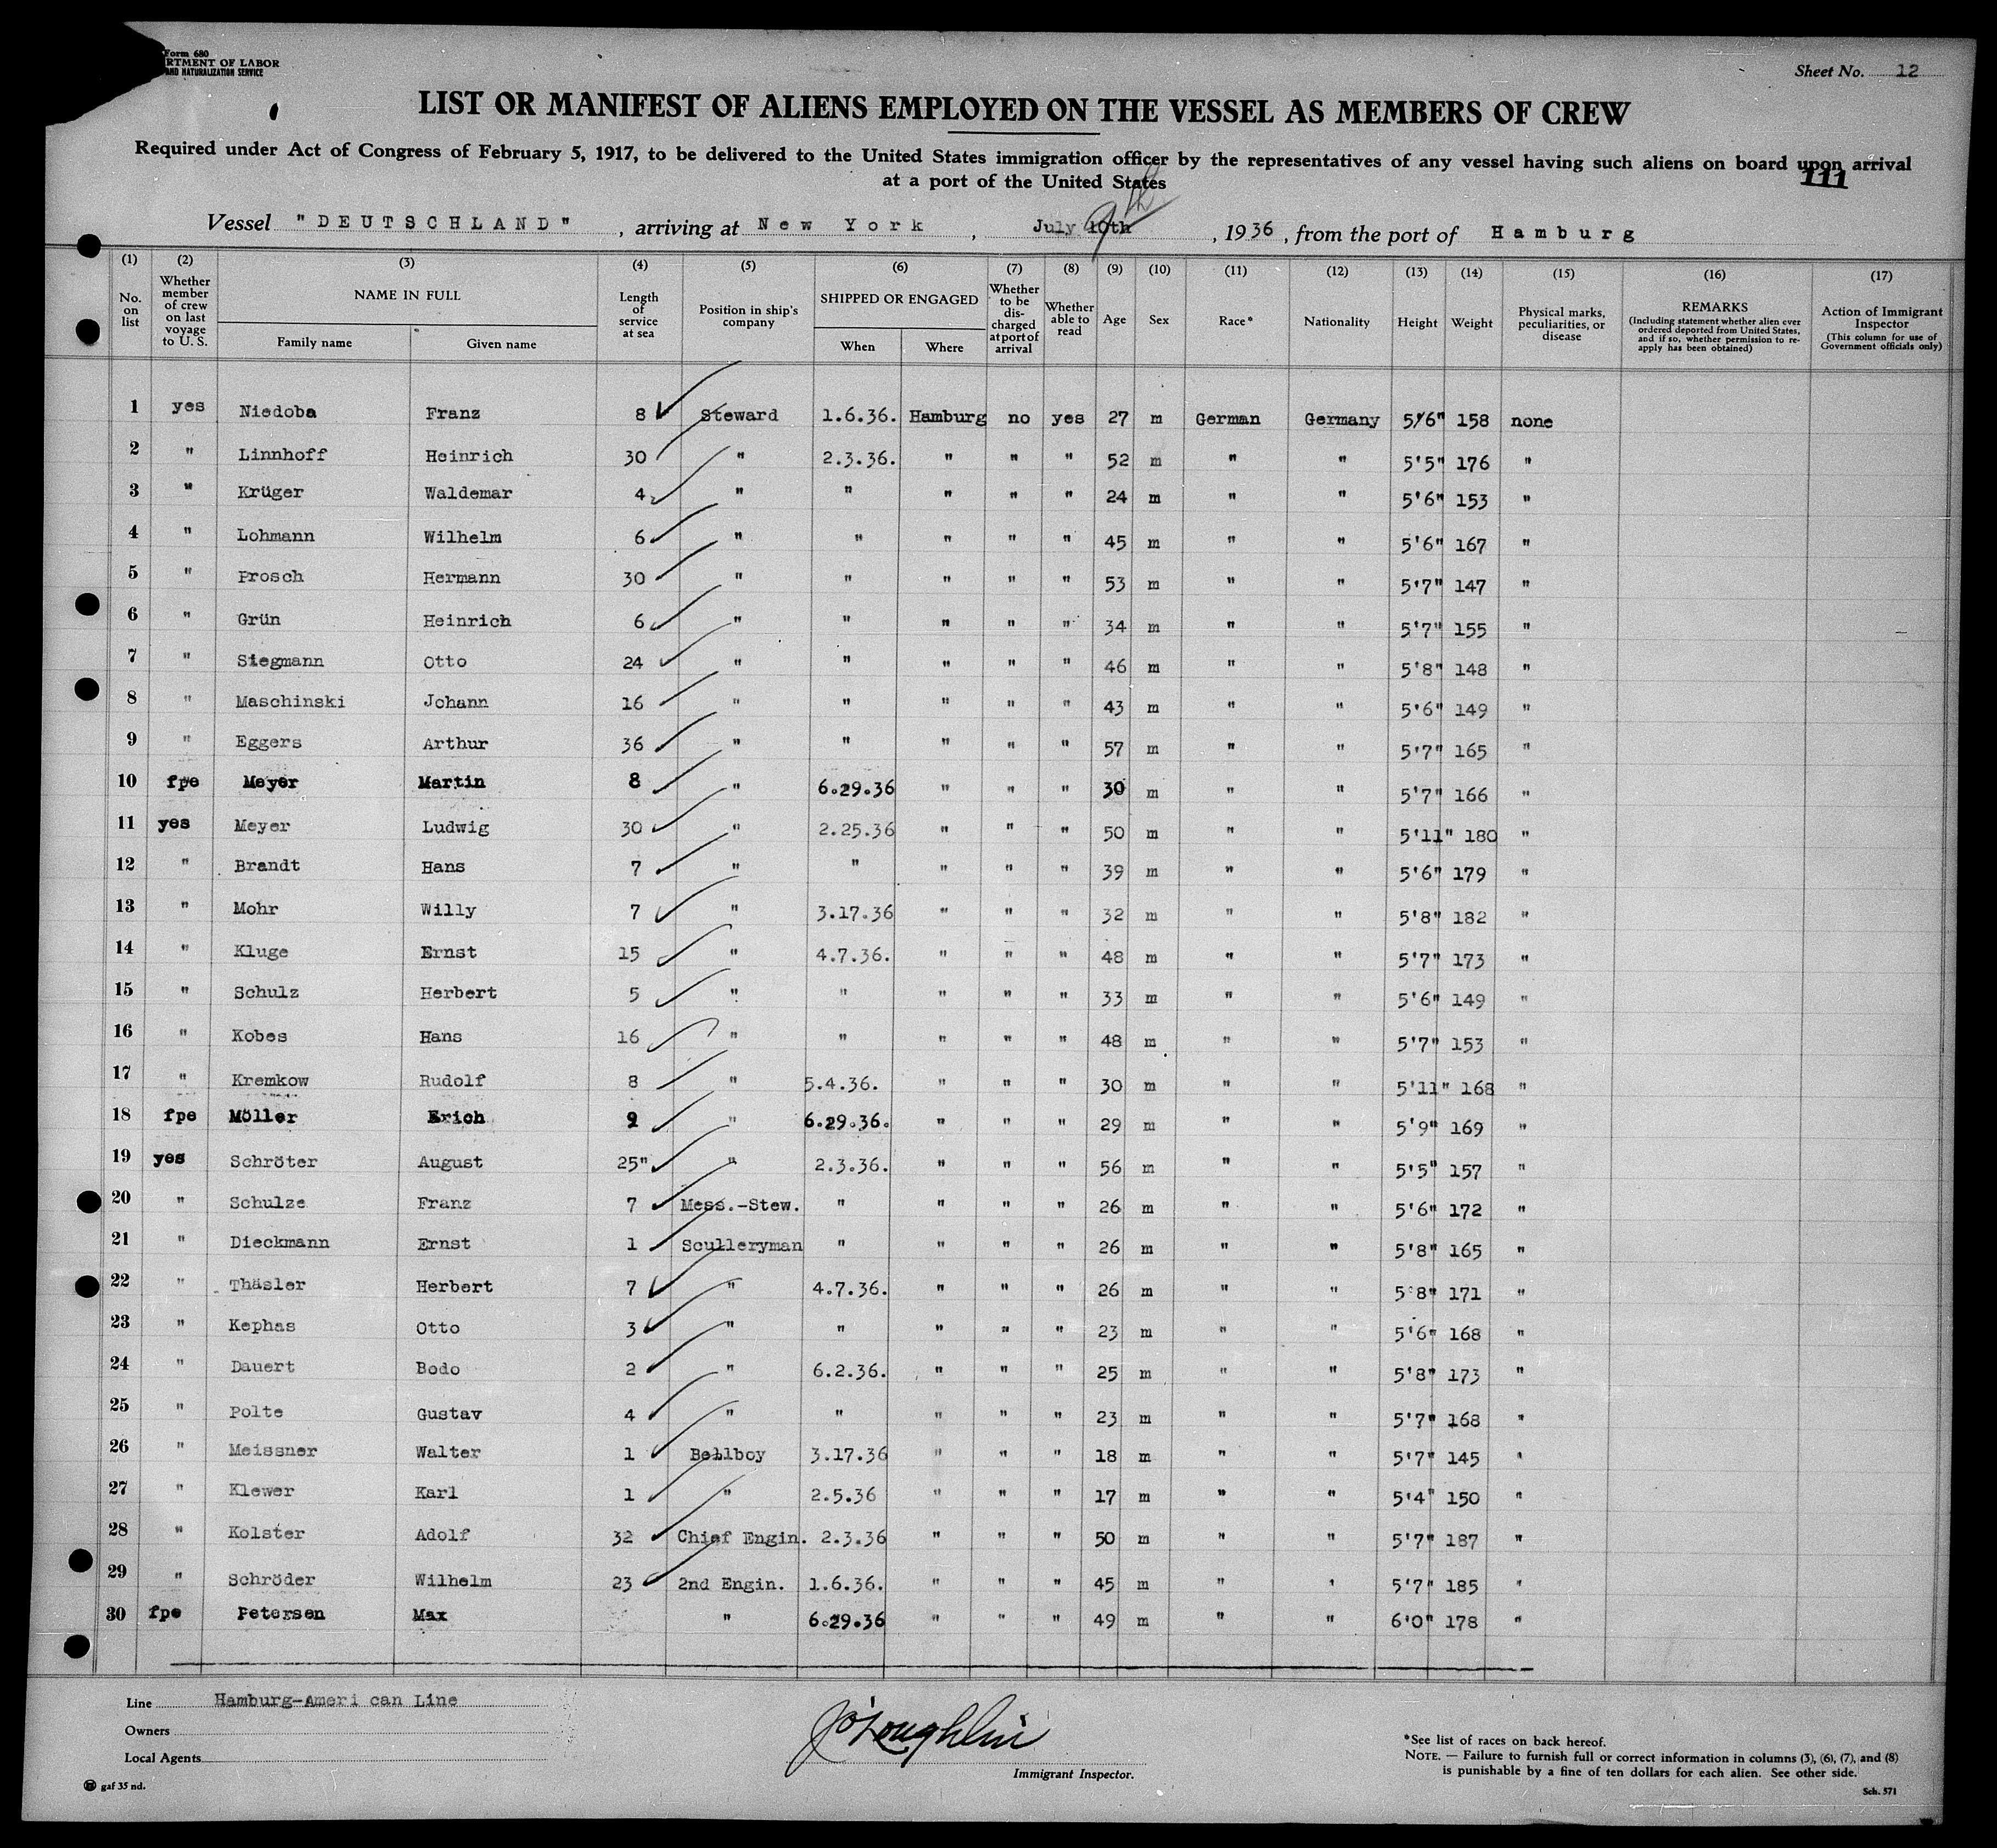 Form 680
RTMENT OF LABOR
AND NATURALIZATION SERVICE
Sheet No. 12
LIST OR MANIFEST OF ALIENS EMPLOYED ON THE VESSEL AS MEMBERS OF CREW
Required under Act of Congress of February 5, 1917, to be delivered to the United States immigration officer by the representatives of any vessel having such aliens on board upon arrival
at a port of the United States
111
Vessel "DEUTSCHLAND", arriving at New York, July 10th 9th, 1936, from the port of Hamburg
(1) (2) (3) (4) (5) (6) (7) (8) (9) (10) (11) (12) (13) (14) (15) (16) (17)
No. on list
Whether member of crew on last voyage to U. S.
NAME IN FULL
Family name
Given name
Length of service at sea
Position in ship's company
SHIPPED OR ENGAGED
When
Where
Whether to be discharged at port of arrival
Whether able to read
Age
Sex
Race*
Nationality
Height
Weight
Physical marks, peculiarities, or disease
REMARKS
(Including statement whether alien ever ordered deported from United States, and if so, whether permission to re-apply has been obtained)
Action of Immigrant Inspector
(This column for use of Government officials only)
1 yes Niedoba Franz 8 Steward 1.6.36. Hamburg no yes 27 m German Germany 5/6" 158 none
2 " Linnhoff Heinrich 30 " 2.3.36. " " " 52 m " " 5'5" 176 "
3 " Krüger Waldemar 4 " " " " " 24 m " " 5'6" 153 "
4 " Lohmann Wilhelm 6 " " " " " 45 m " " 5'6" 167 "
5 " Prosch Hermann 30 " " " " " 53 m " " 5'7" 147 "
6 " Grün Heinrich 6 " " " " " 34 m " " 5'7" 155 "
7 " Siegmann Otto 24 " " " " " 46 m " " 5'8" 148 "
8 " Maschinski Johann 16 " " " " " 43 m " " 5'6" 149 "
9 " Eggers Arthur 36 " " " " " 57 m " " 5'7" 165 "
10 fpe Meyer Martin 8 " 6.29.36 " " " 30 m " " 5'7" 166 "
11 yes Meyer Ludwig 30 " 2.25.36 " " " 50 m " " 5'11" 180 "
12 " Brandt Hans 7 " " " " " 39 m " " 5'6" 179 "
13 " Mohr Willy 7 " 3.17.36 " " " 32 m " " 5'8" 182 "
14 " Kluge Ernst 15 " 4.7.36. " " " 48 m " " 5'7" 173 "
15 " Schulz Herbert 5 " " " " " 33 m " " 5'6" 149 "
16 " Kobes Hans 16 " " " " " 48 m " " 5'7" 153 "
17 " Kremkow Rudolf 8 " 5.4.36. " " " 30 m " " 5'11" 168 "
18 fpe Möller Erich 9 " 6.29.36. " " " 29 m " " 5'9" 169 "
19 yes Schröter August 25" " 2.3.36. " " " 56 m " " 5'5" 157 "
20 " Schulze Franz 7 Mess.-Stew. " " " " 26 m " " 5'6" 172 "
21 " Dieckmann Ernst 1 Sculleryman " " " " 26 m " " 5'8" 165 "
22 " Thäsler Herbert 7 " 4.7.36. " " " 26 m " " 5'8" 171 "
23 " Kephas Otto 3 " " " " " 23 m " " 5'6" 168 "
24 " Dauert Bodo 2 " 6.2.36. " " " 25 m " " 5'8" 173 "
25 " Polte Gustav 4 " " " " " 23 m " " 5'7" 168 "
26 " Meissner Walter 1 Bellboy 3.17.36 " " " 18 m " " 5'7" 145 "
27 " Klewer Karl 1 " 2.5.36 " " " 17 m " " 5'4" 150 "
28 " Kolster Adolf 32 Chief Engin. 2.3.36 " " " 50 m " " 5'7" 187 "
29 " Schröder Wilhelm 23 2nd Engin. 1.6.36. " " " 45 m " " 5'7" 185 "
30 fpe Petersen Max " 6.29.36 " " " 49 m " " 6'0" 178 "
Line Hamburg-Ameri can Line
Owners
Local Agents
gaf 35 nd.
JO'Loughlin
Immigrant Inspector.
*See list of races on back hereof.
NOTE. — Failure to furnish full or correct information in columns (3), (6), (7), and (8)
is punishable by a fine of ten dollars for each alien. See other side.
Sch. 571